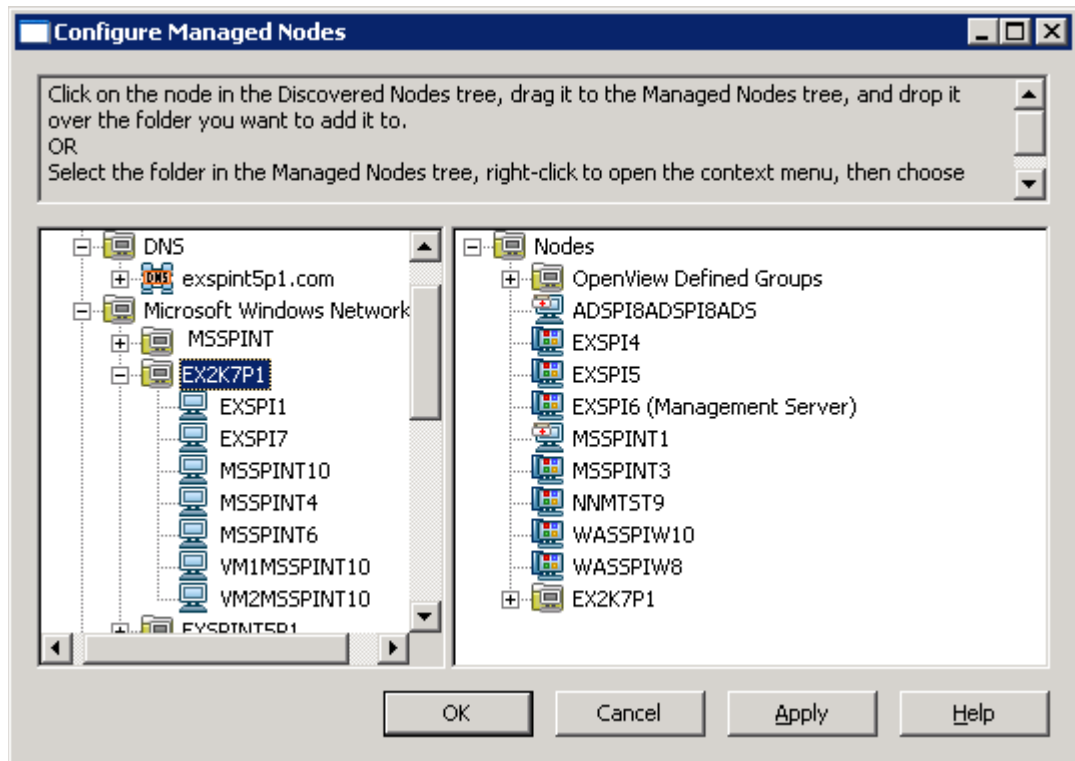 Configure Managed Nodes
Click on the node in the Discovered Nodes tree, drag it to the Managed Nodes tree, and drop it
over the folder you want to add it to.
OR
Select the folder in the Managed Nodes tree, right-click to open the context menu, then choose
DNS
DNS
exspint5p1.com
Microsoft Windows Network
MSSPINT
EX2K7P1
EXSPI1
EXSPI7
MSSPINT10
MSSPINT4
MSSPINT6
VM1MSSPINT10
VM2MSSPINT10
EXSPINT5P1
Nodes
OpenView Defined Groups
ADSPI8ADSPI8ADS
EXSPI4
EXSPI5
EXSPI6 (Management Server)
MSSPINT1
MSSPINT3
NNMTST9
WASSPIW10
WASSPIW8
EX2K7P1
OK
Cancel
Apply
Help